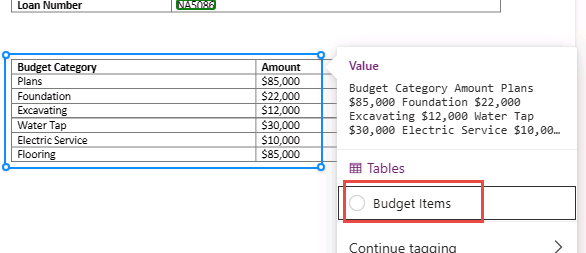 Loan Number NA5086
Budget Category Amount
Plans $85,000
Foundation $22,000
Excavating $12,000
Water Tap $30,000
Electric Service $10,000
Flooring $85,000
Value
Budget Category Amount Plans
$85,000 Foundation $22,000
Excavating $12,000 Water Tap
$30,000 Electric Service $10,00…
Tables
Budget Items
Continue tagging